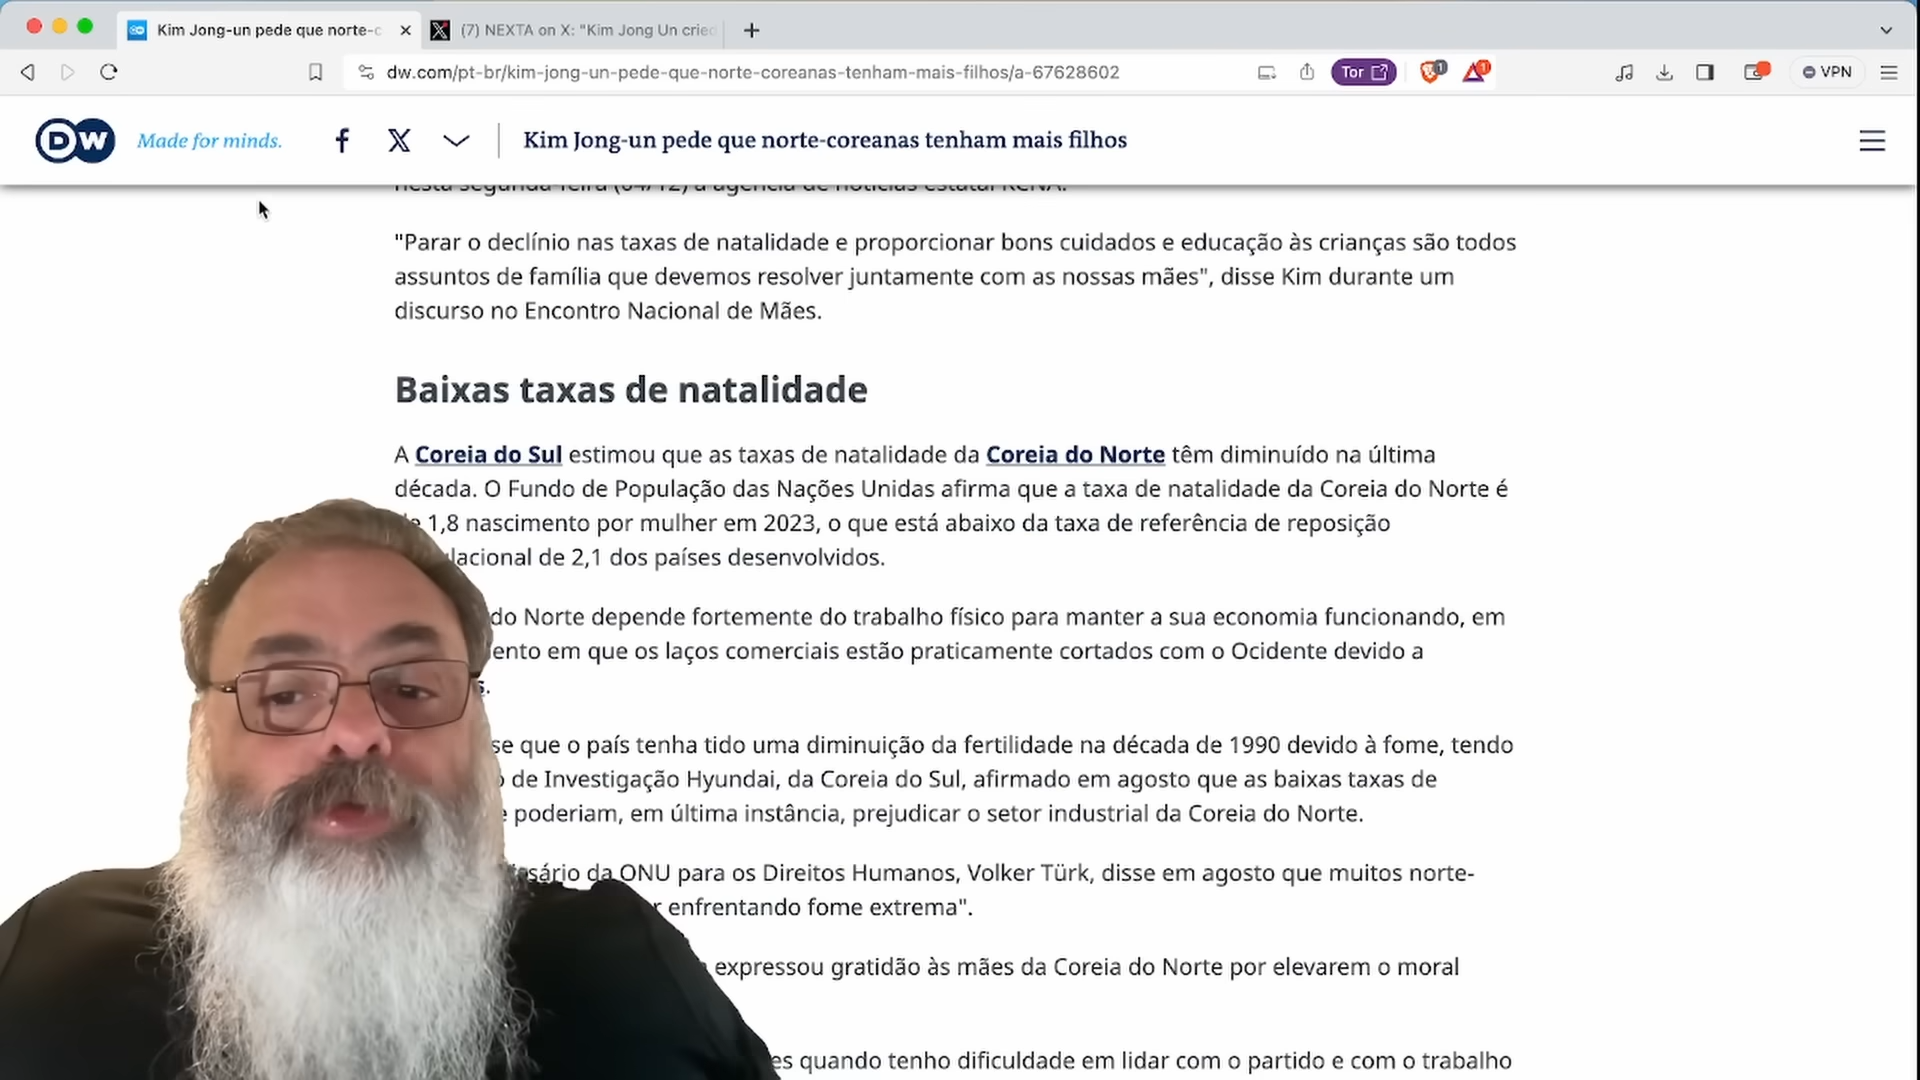 Kim Jong-un pede que norte-c
(7) NEXTA on X: "Kim Jong Un cried
dw.com/pt-br/kim-jong-un-pede-que-norte-coreanas-tenham-mais-filhos/a-67628602
Tor
1
1
VPN
DW
Made for minds.
Kim Jong-un pede que norte-coreanas tenham mais filhos
nesta segunda-feira (04/12) a agência de notícias estatal KCNA.
"Parar o declínio nas taxas de natalidade e proporcionar bons cuidados e educação às crianças são todos
assuntos de família que devemos resolver juntamente com as nossas mães", disse Kim durante um
discurso no Encontro Nacional de Mães.
Baixas taxas de natalidade
A Coreia do Sul estimou que as taxas de natalidade da Coreia do Norte têm diminuído na última
década. O Fundo de População das Nações Unidas afirma que a taxa de natalidade da Coreia do Norte é
1,8 nascimento por mulher em 2023, o que está abaixo da taxa de referência de reposição
lacional de 2,1 dos países desenvolvidos.
do Norte depende fortemente do trabalho físico para manter a sua economia funcionando, em
ento em que os laços comerciais estão praticamente cortados com o Ocidente devido a
s.
se que o país tenha tido uma diminuição da fertilidade na década de 1990 devido à fome, tendo
de Investigação Hyundai, da Coreia do Sul, afirmado em agosto que as baixas taxas de
poderiam, em última instância, prejudicar o setor industrial da Coreia do Norte.
sário da ONU para os Direitos Humanos, Volker Türk, disse em agosto que muitos norte-
r enfrentando fome extrema".
expressou gratidão às mães da Coreia do Norte por elevarem o moral
es quando tenho dificuldade em lidar com o partido e com o trabalho